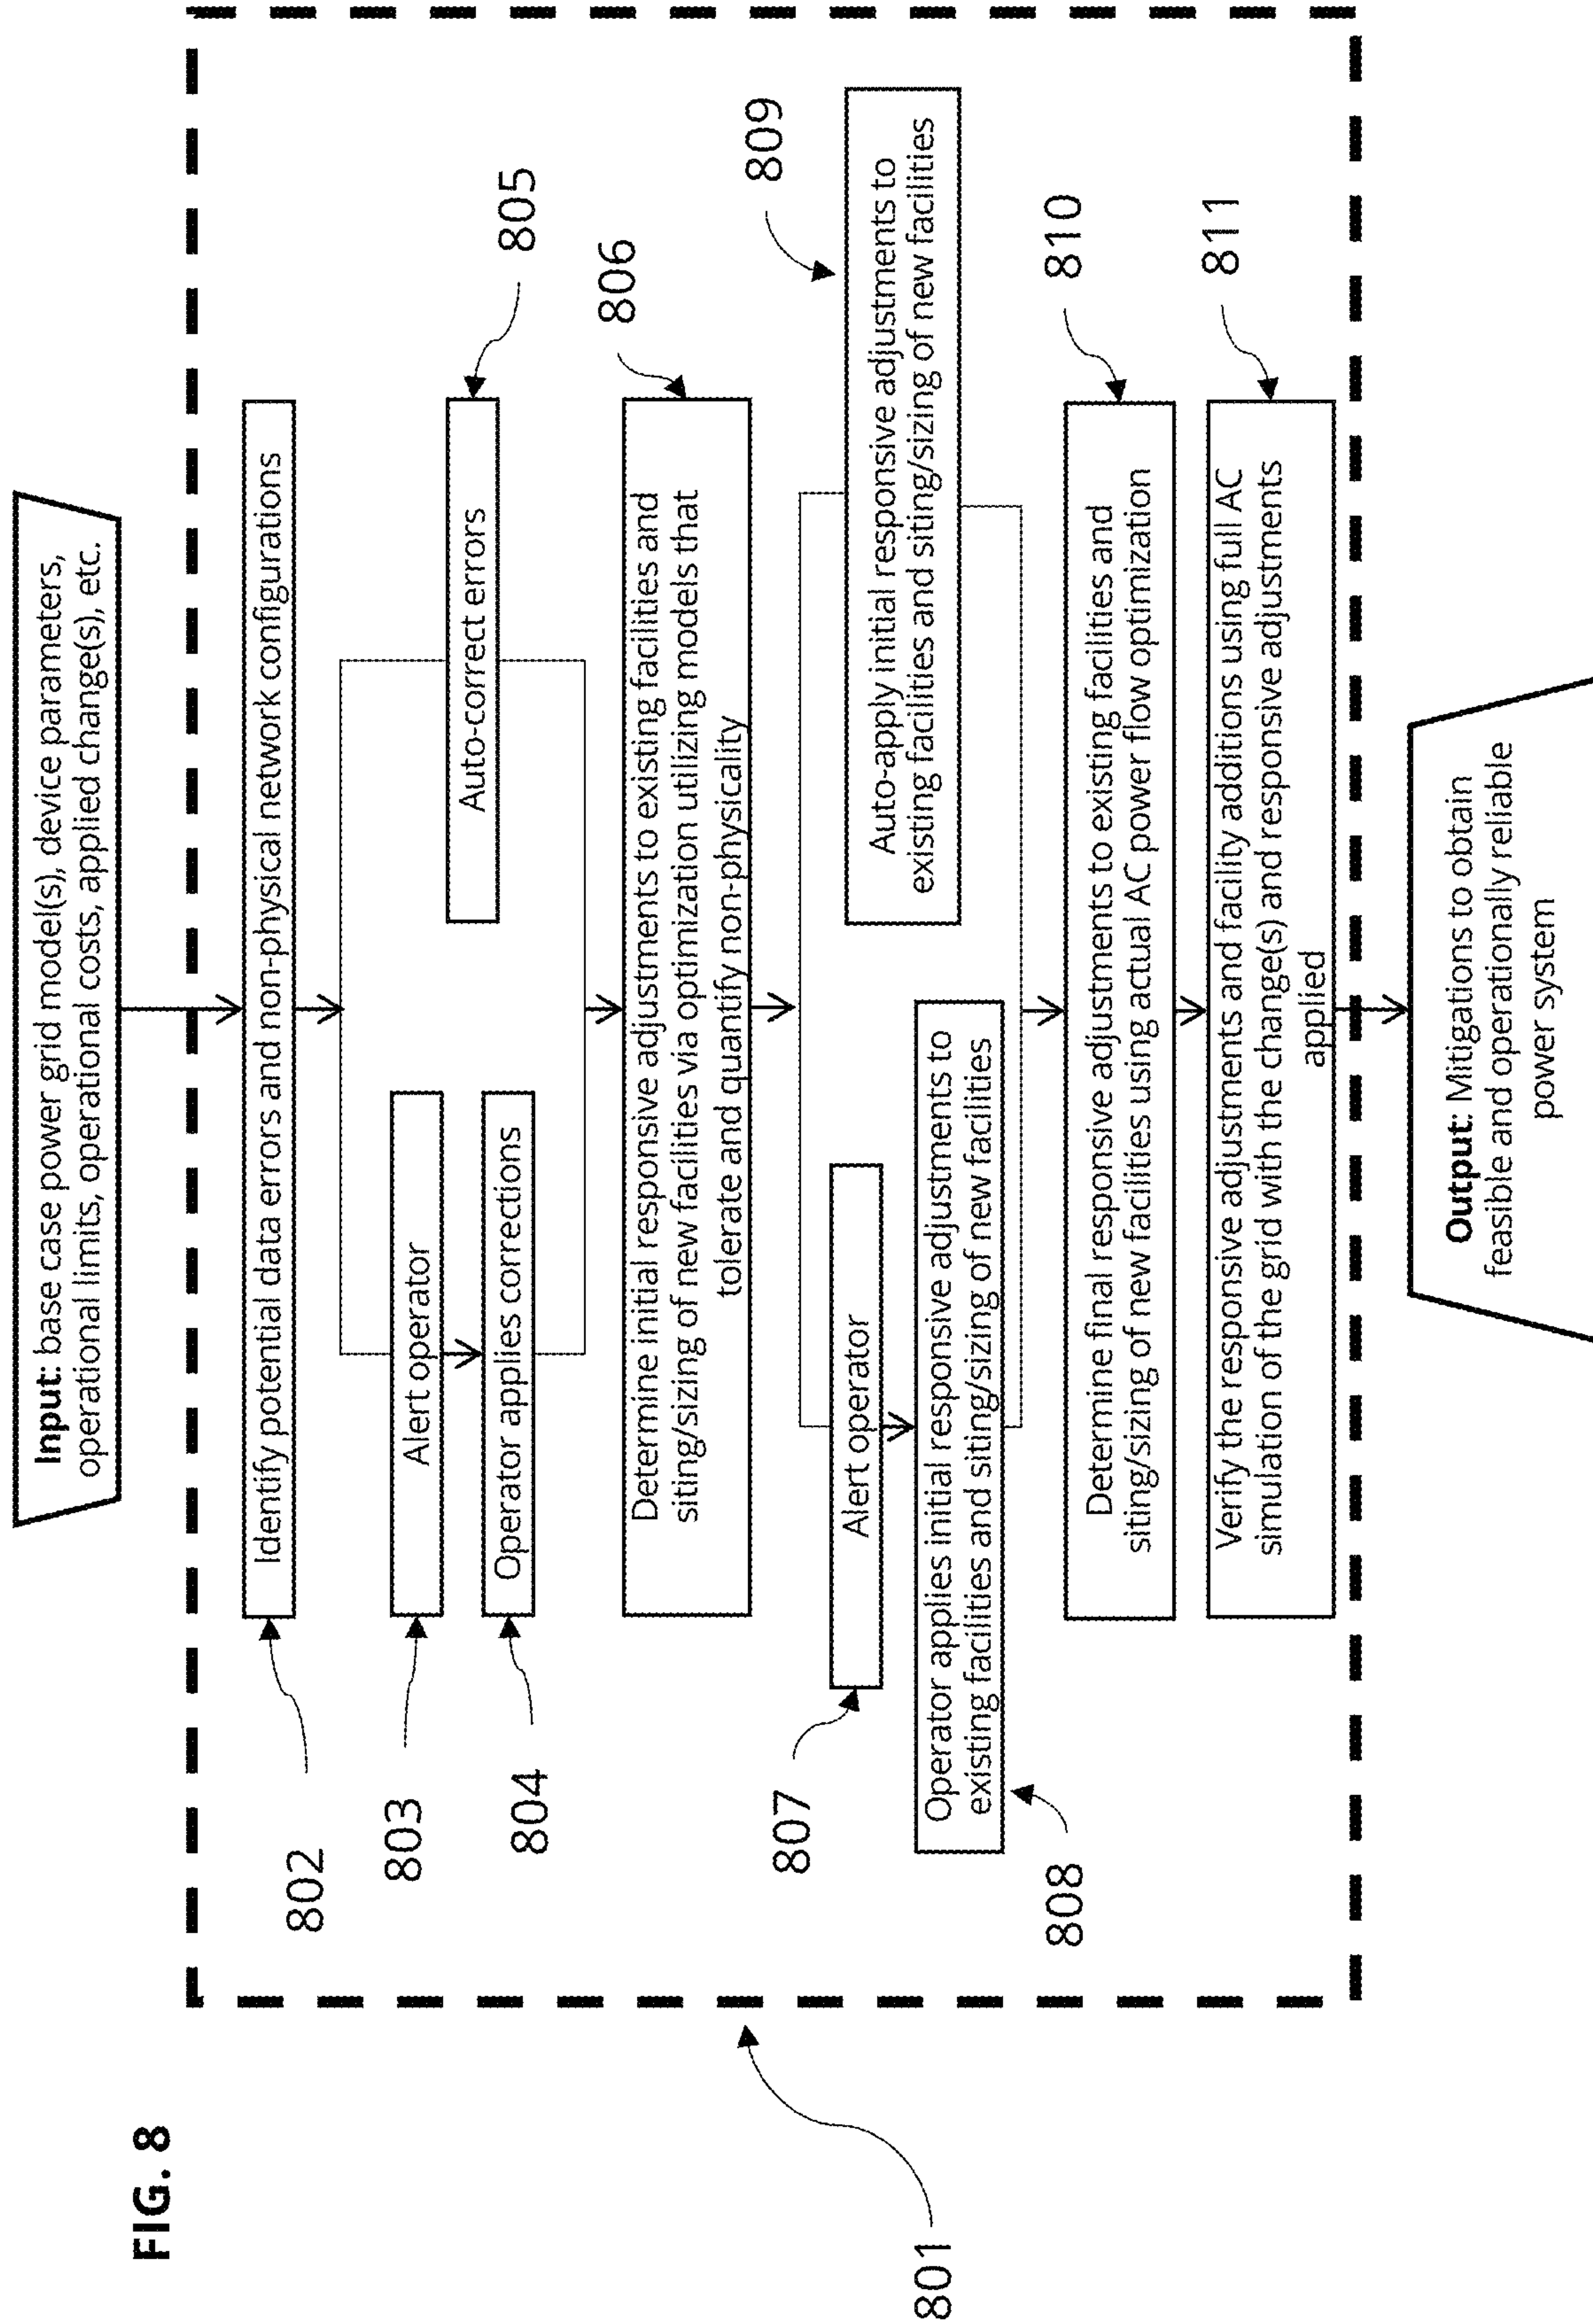 FIG. 8
Input: base case power grid model(s), device parameters,
operational limits, operational costs, applied change(s), etc.
801
802
Identify potential data errors and non-physical network configurations
803
Alert operator
804
Operator applies corrections
805
Auto-correct errors
806
Determine initial responsive adjustments to existing facilities and
siting/sizing of new facilities via optimization utilizing models that
tolerate and quantify non-physicality
807
Alert operator
808
Operator applies initial responsive adjustments to
existing facilities and siting/sizing of new facilities
809
Auto-apply initial responsive adjustments to
existing facilities and siting/sizing of new facilities
810
Determine final responsive adjustments to existing facilities and
siting/sizing of new facilities using actual AC power flow optimization
811
Verify the responsive adjustments and facility additions using full AC
simulation of the grid with the change(s) and responsive adjustments
applied
Output: Mitigations to obtain
feasible and operationally reliable
power system